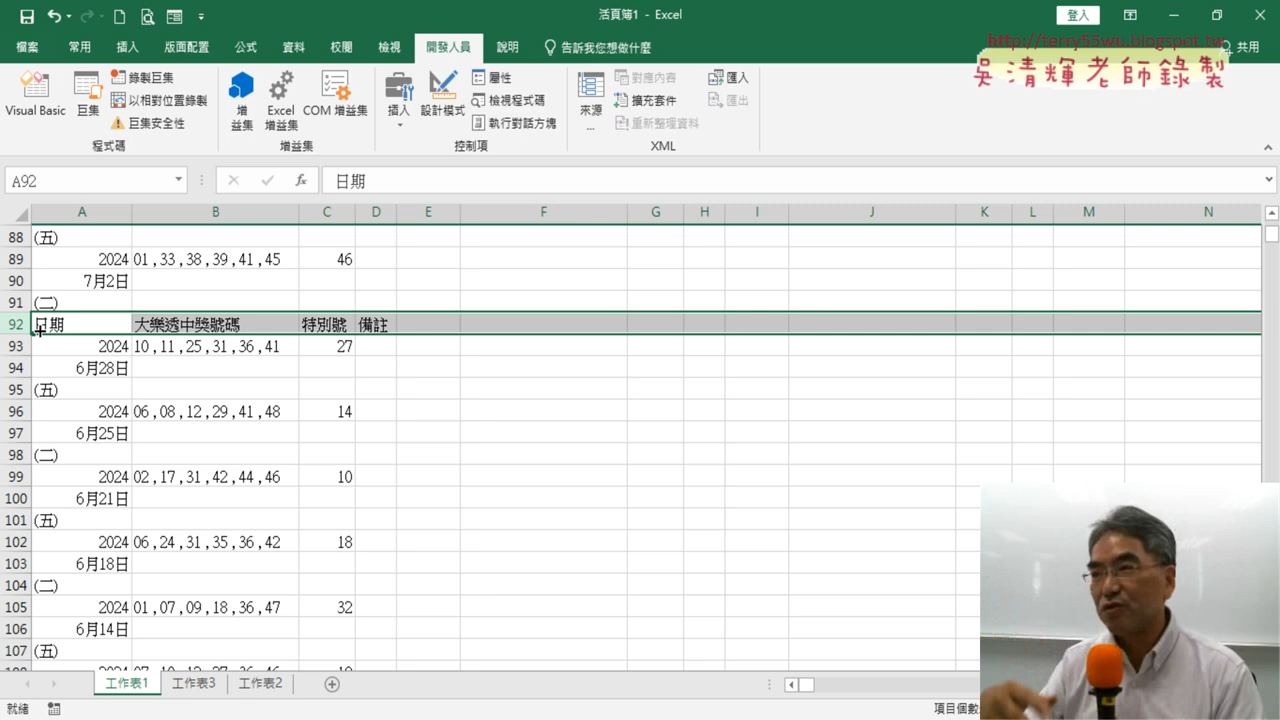 活頁簿1 - Excel
登入
檔案 常用 插入 版面配置 公式 資料 校閱 檢視 開發人員 說明 告訴我您想做什麼 共用
http://terry55wu.blogspot.tw
吳清輝老師錄製
Visual Basic
巨集
錄製巨集
以相對位置錄製
巨集安全性
程式碼
增益集
Excel 增益集
COM 增益集
增益集
插入
設計模式
屬性
檢視程式碼
執行對話方塊
控制項
來源...
對應內容
擴充套件
重新整理資料
匯入
匯出
XML
A92 fx 日期
A B C D E F G H I J K L M N
88 (五)
89 2024 01,33,38,39,41,45 46
90 7月2日
91 (二)
92 日期 大樂透中獎號碼 特別號 備註
93 2024 10,11,25,31,36,41 27
94 6月28日
95 (五)
96 2024 06,08,12,29,41,48 14
97 6月25日
98 (二)
99 2024 02,17,31,42,44,46 10
100 6月21日
101 (五)
102 2024 06,24,31,35,36,42 18
103 6月18日
104 (二)
105 2024 01,07,09,18,36,47 32
106 6月14日
107 (五)
工作表1 工作表3 工作表2
就緒 項目個數